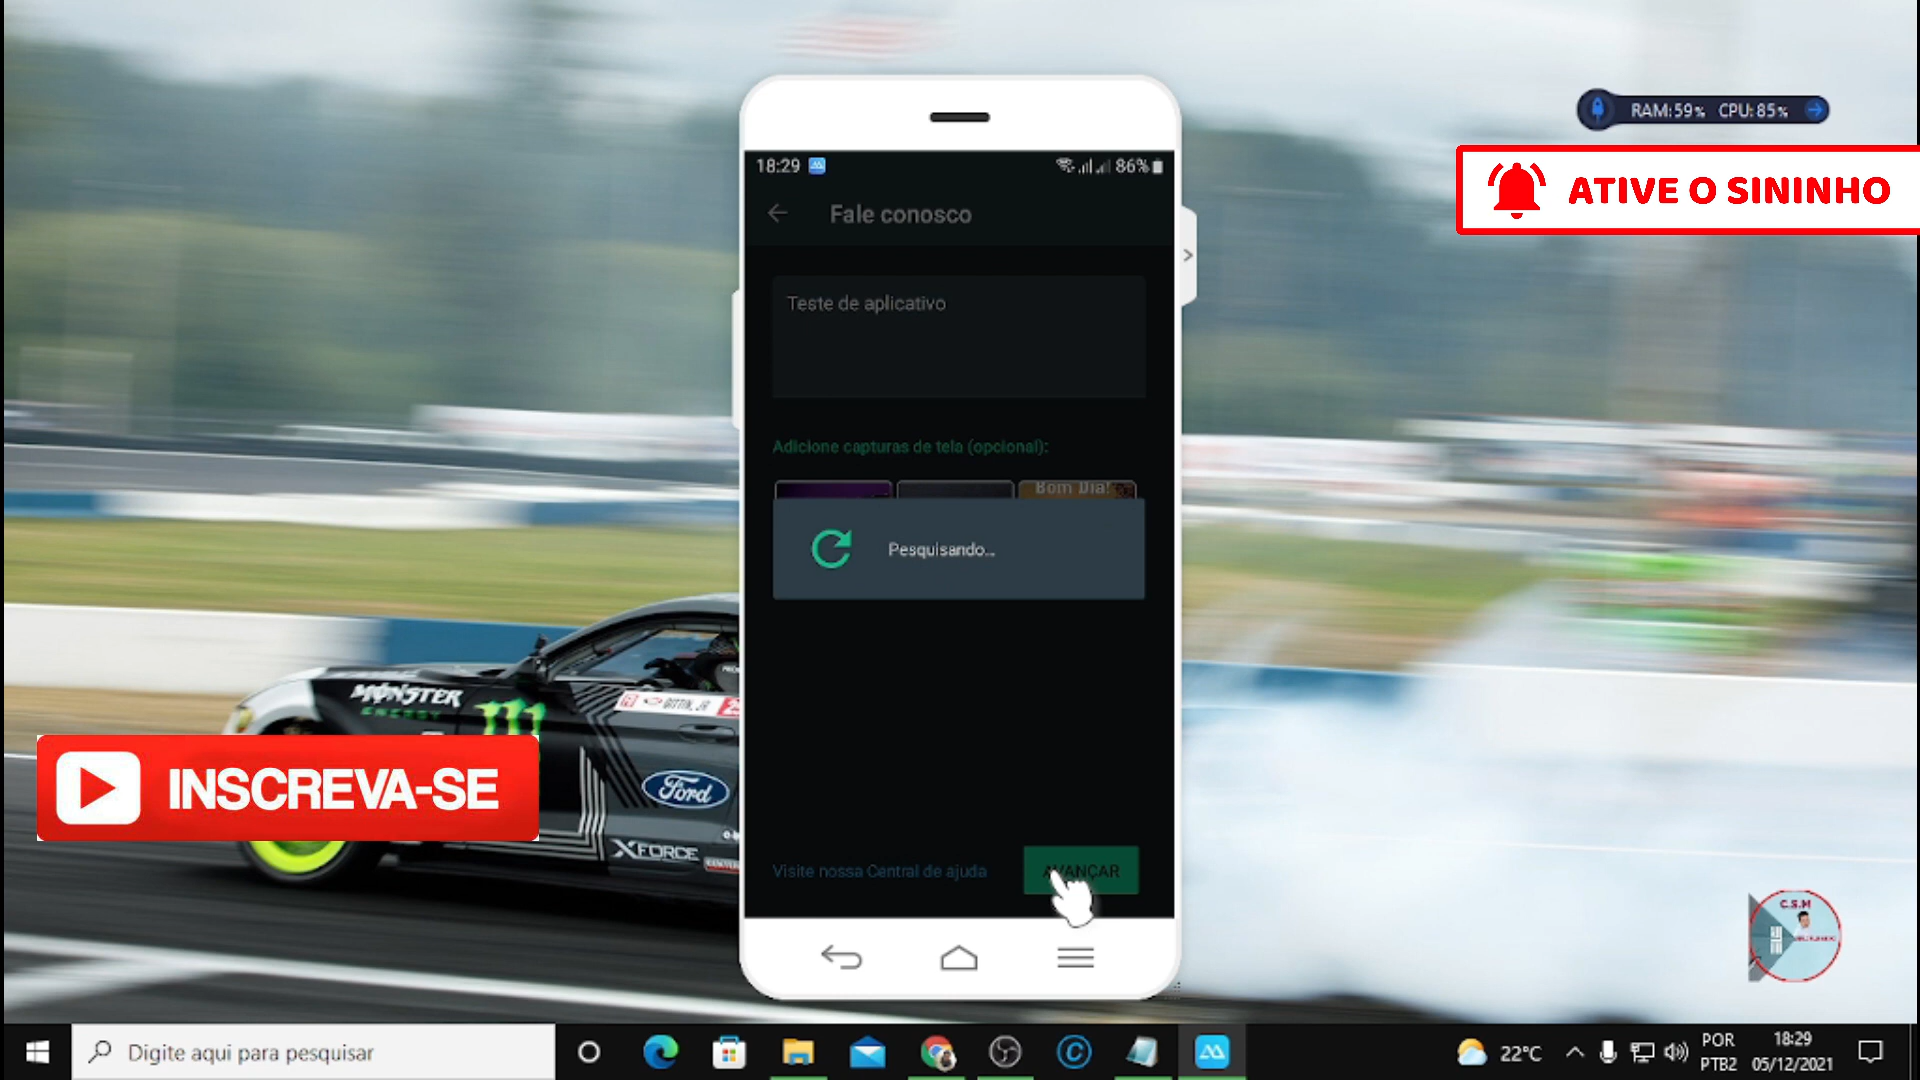 RAM:59% CPU:85%
ATIVE O SININHO
18:29
86%
Fale conosco
Teste de aplicativo
Adicione capturas de tela (opcional):
Bom Dia!
Pesquisando...
MONSTER
ENERGY
Ford
XFORCE
INSCREVA-SE
Visite nossa Central de ajuda
AVANÇAR
C.S.M
Digite aqui para pesquisar
22°C
POR
PTB2
18:29
05/12/2021